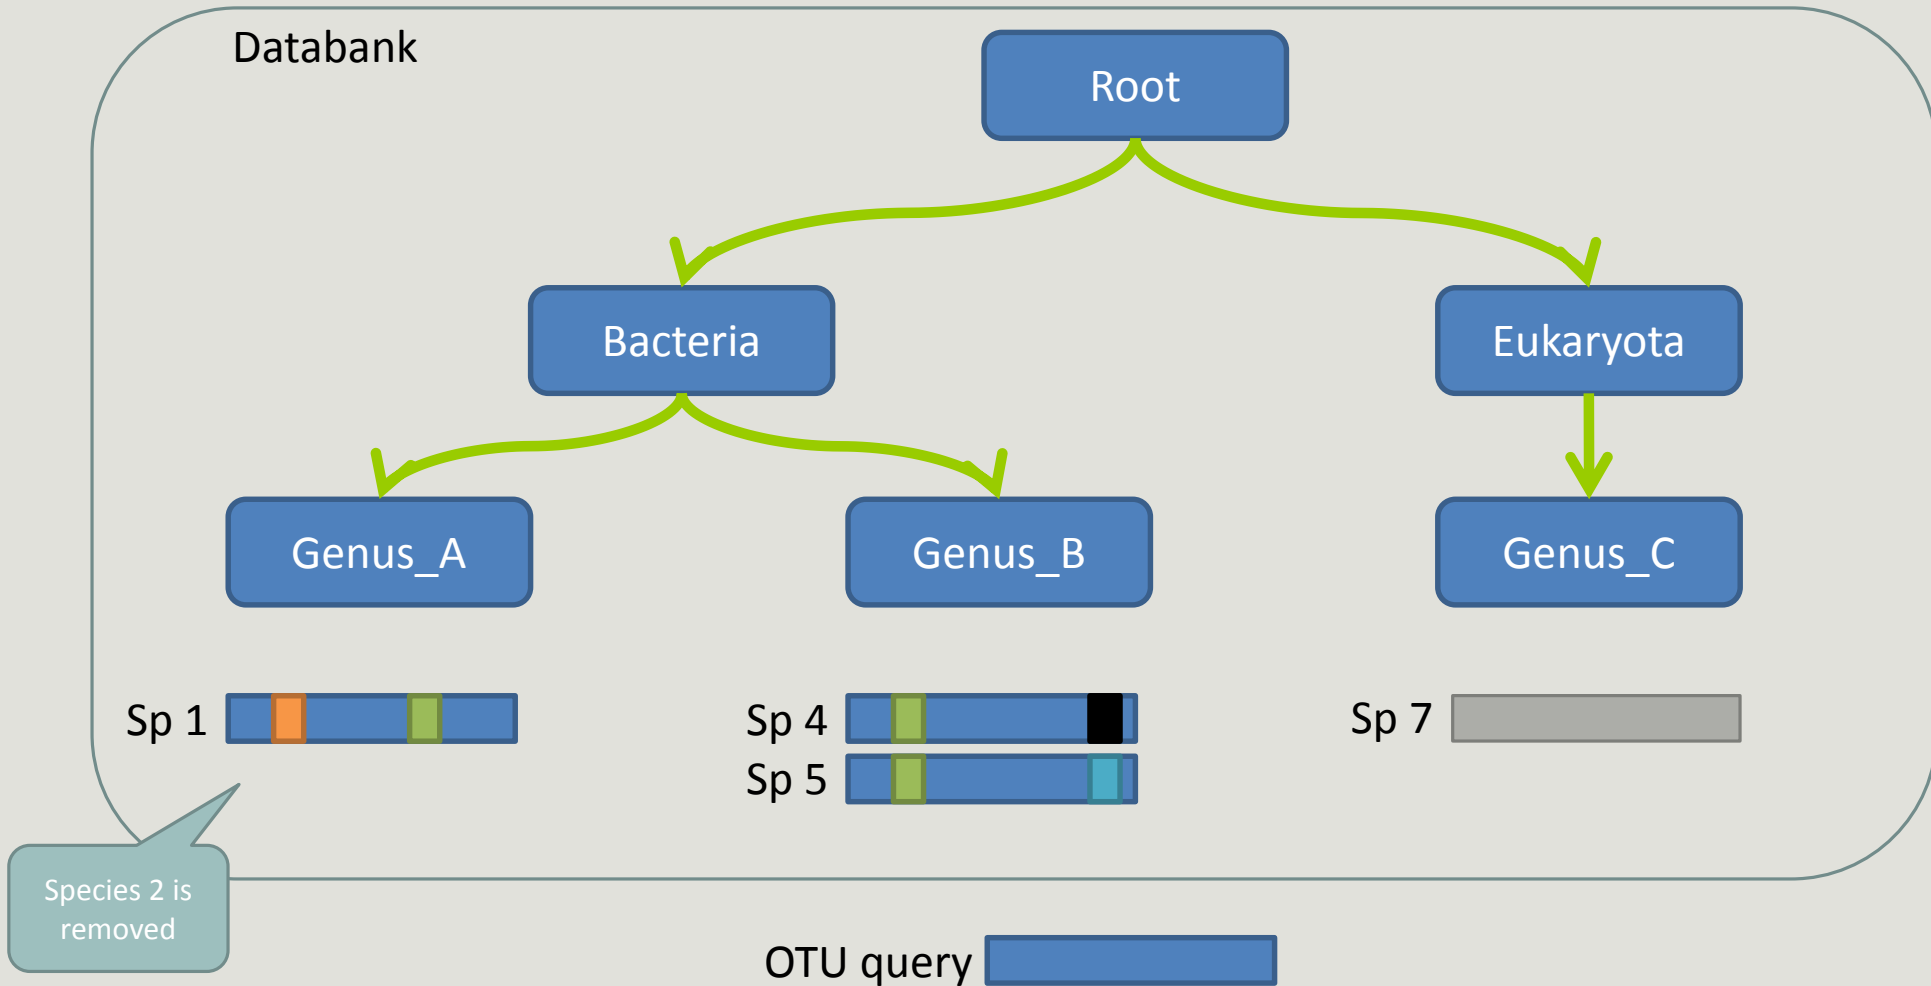 Databank
Root
Bacteria
Eukaryota
Genus_A
Genus_B
Genus_C
Sp 1
Sp 4
Sp 7
Sp 5
Species 2 is
removed
OTU query